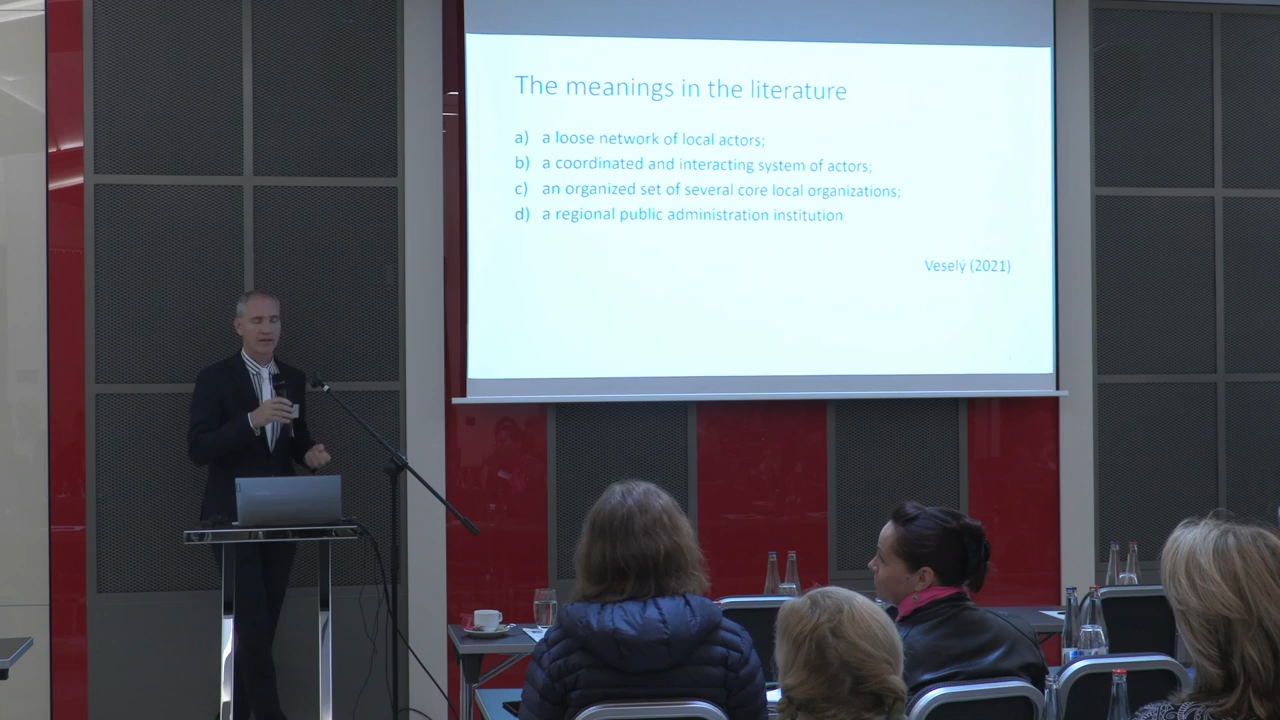 The meanings in the literature
a) a loose network of local actors;
b) a coordinated and interacting system of actors;
c) an organized set of several core local organizations;
d) a regional public administration institution
Veselý (2021)